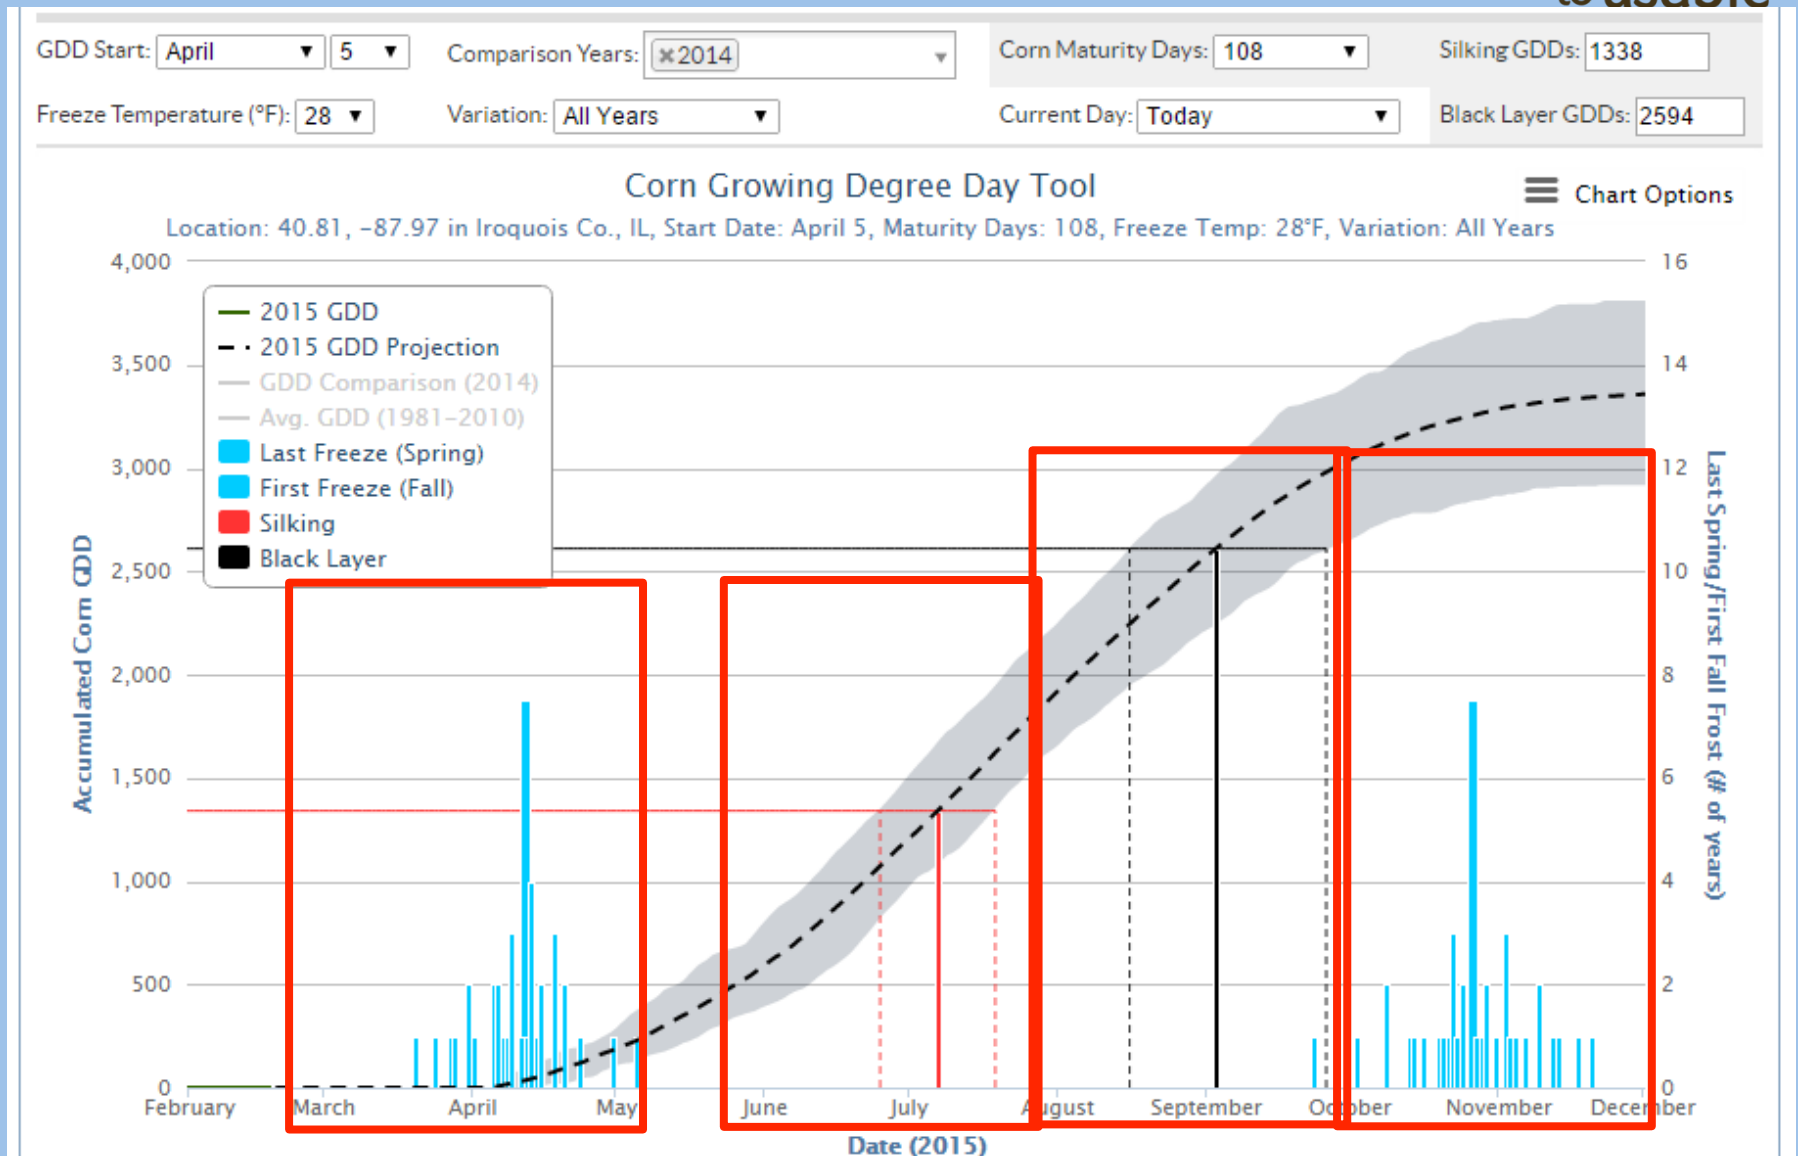 to usable
GDD Start: April 5 Comparison Years: ×2014 Corn Maturity Days: 108 Silking GDDs: 1338
Freeze Temperature (°F): 28 Variation: All Years Current Day: Today Black Layer GDDs: 2594
Corn Growing Degree Day Tool
Chart Options
Location: 40.81, -87.97 in Iroquois Co., IL, Start Date: April 5, Maturity Days: 108, Freeze Temp: 28°F, Variation: All Years
4,000 16
2015 GDD
2015 GDD Projection
3,500 14
GDD Comparison (2014)
Avg. GDD (1981-2010)
Last Freeze (Spring)
3,000 12
First Freeze (Fall)
Silking
Black Layer
2,500 10
2,000 8
1,500 6
1,000 4
500 2
0 0
Accumulated Corn GDD
Last Spring/First Fall Frost (# of years)
February March April May June July August September October November December
Date (2015)